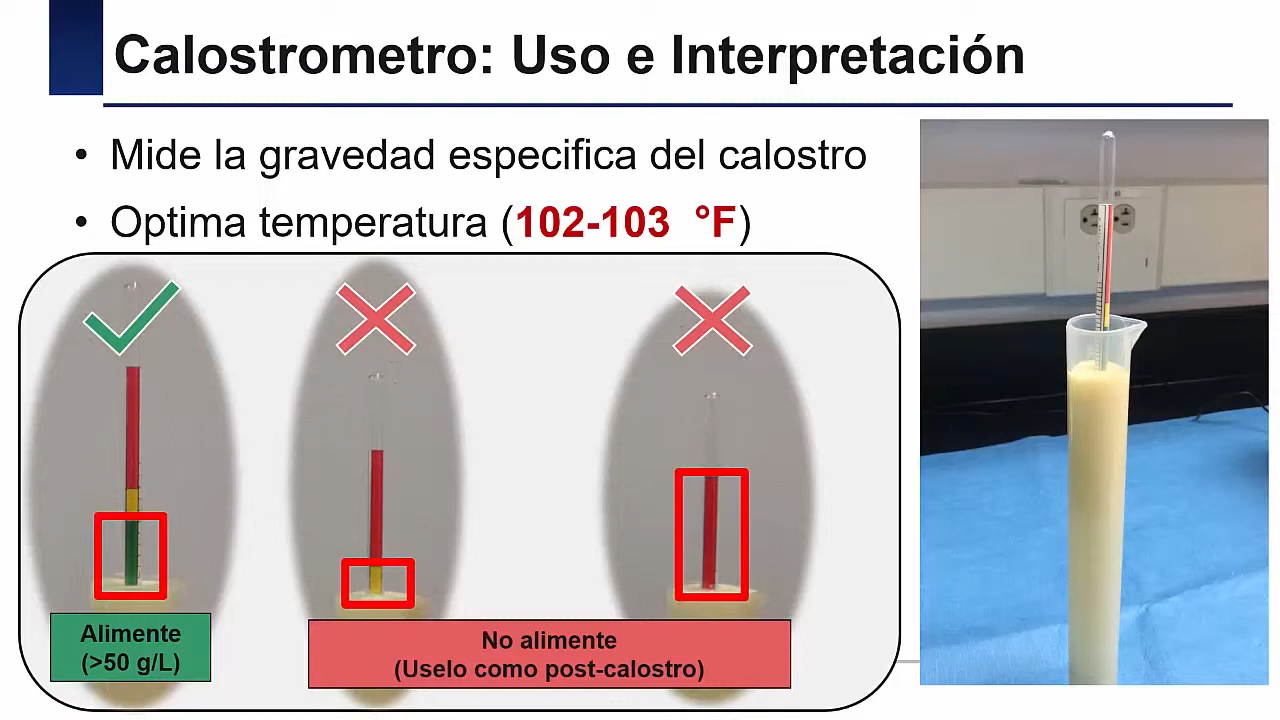 Calostrometro: Uso e Interpretación
• Mide la gravedad especifica del calostro
• Optima temperatura (102-103 °F)
Alimente
(>50 g/L)
No alimente
(Uselo como post-calostro)